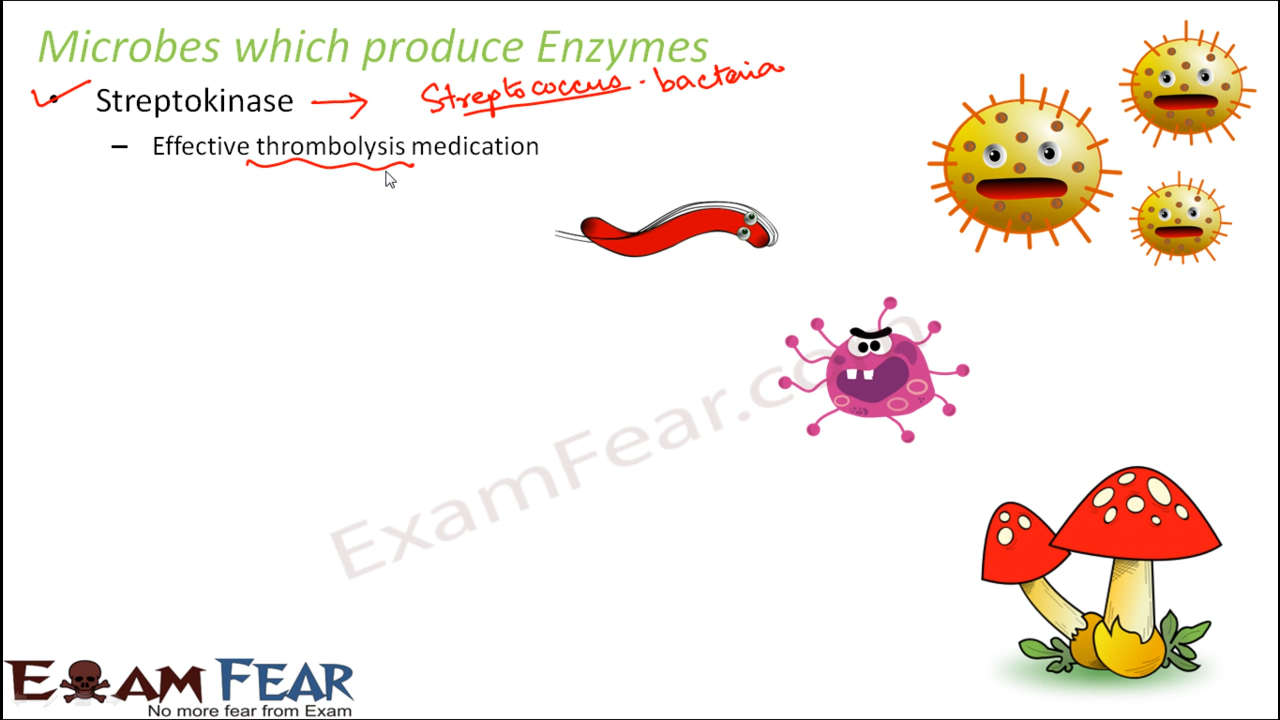 Microbes which produce Enzymes
Streptokinase → Streptococcus - bacteria
– Effective thrombolysis medication
ExamFear.com
EXAM FEAR
No more fear from Exam